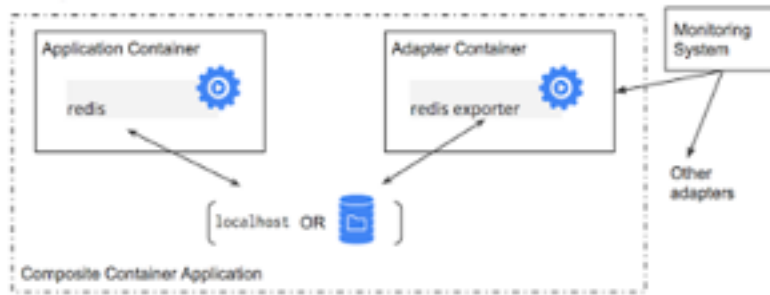 Application Container
redis
Adapter Container
redis exporter
Monitoring
System
Other
adapters
[localhost OR ]
Composite Container Application